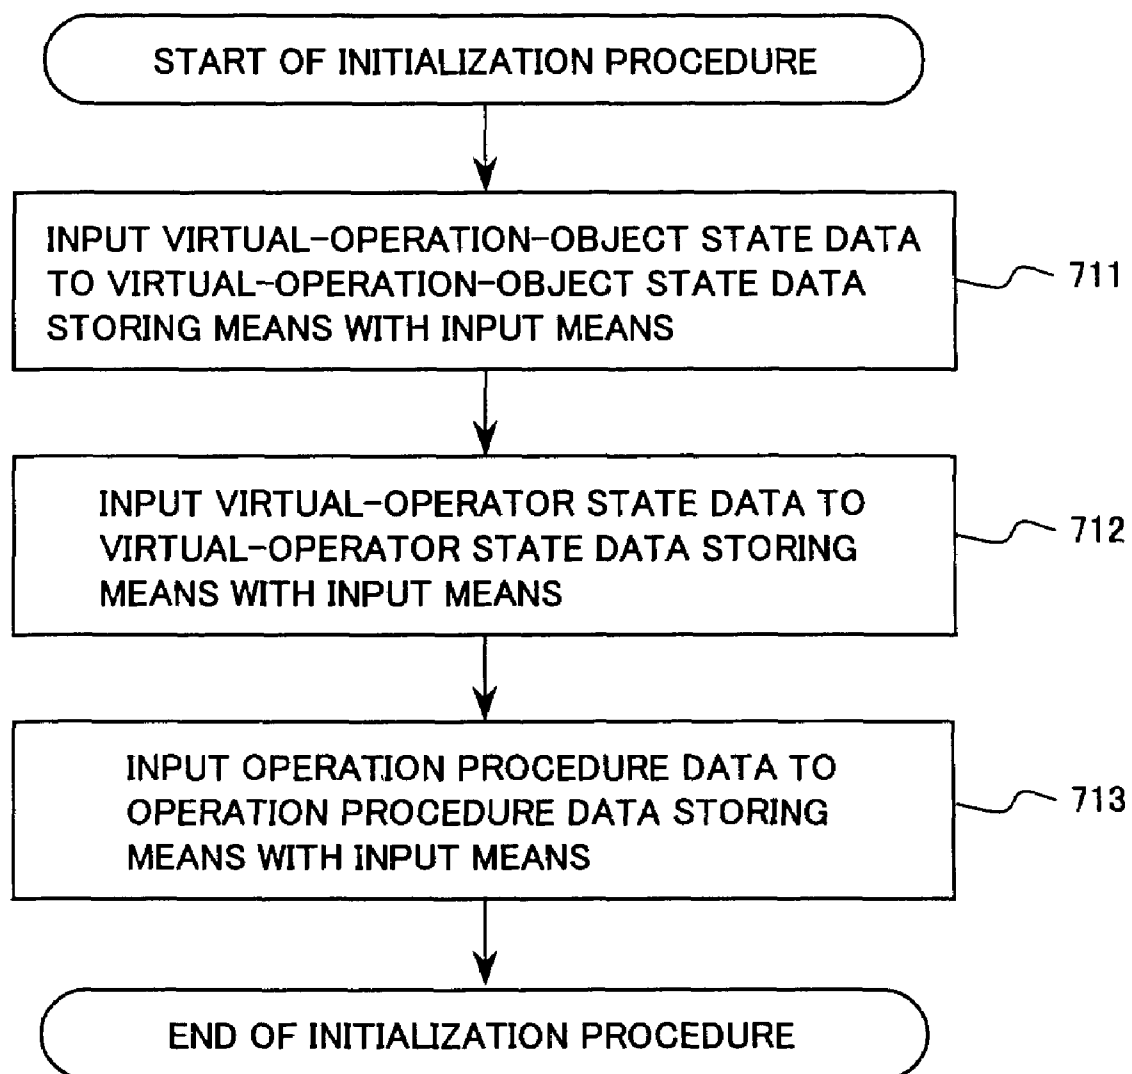 START OF INITIALIZATION PROCEDURE
INPUT VIRTUAL-OPERATION-OBJECT STATE DATA
TO VIRTUAL-OPERATION-OBJECT STATE DATA
STORING MEANS WITH INPUT MEANS
711
INPUT VIRTUAL-OPERATOR STATE DATA TO
VIRTUAL-OPERATOR STATE DATA STORING
MEANS WITH INPUT MEANS
712
INPUT OPERATION PROCEDURE DATA TO
OPERATION PROCEDURE DATA STORING
MEANS WITH INPUT MEANS
713
END OF INITIALIZATION PROCEDURE